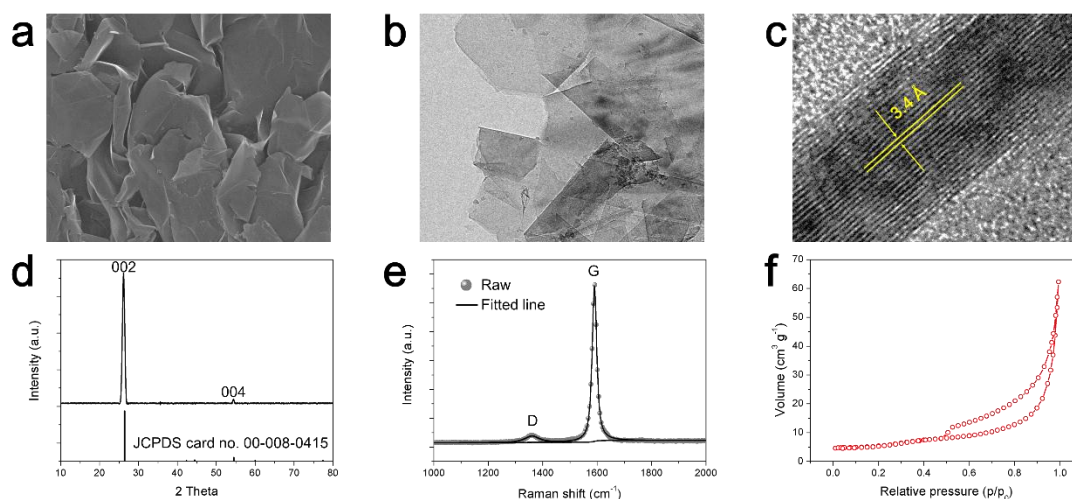 a
b
c
3.4 Å
d
002
004
JCPDS card no. 00-008-0415
Intensity (a.u.)
10 20 30 40 50 60 70 80
2 Theta
e
G
Raw
Fitted line
D
Intensity (a.u.)
1000 1200 1400 1600 1800 2000
Raman shift (cm⁻¹)
f
70
60
50
40
30
20
10
0
Volume (cm³ g⁻¹)
0.0 0.2 0.4 0.6 0.8 1.0
Relative pressure (p/p₀)